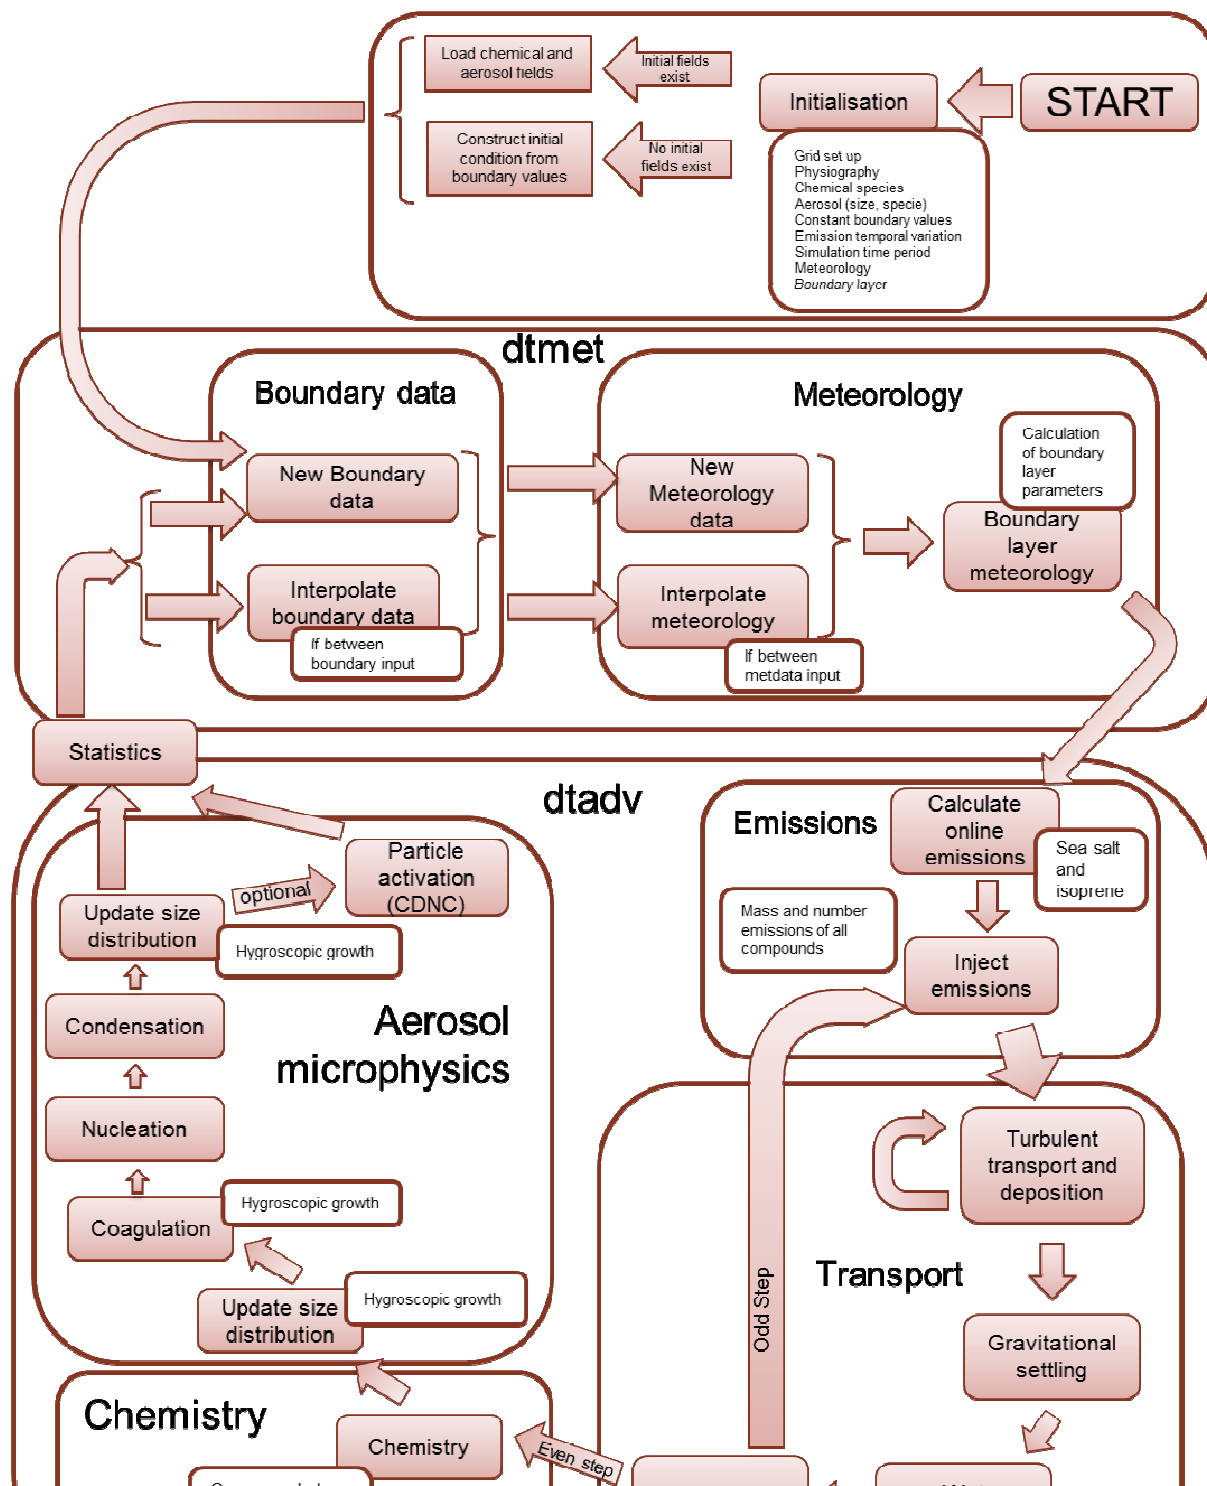 START
Initialisation
Grid set up
Physiography
Chemical species
Aerosol (size, specie)
Constant boundary values
Emission temporal variation
Simulation time period
Meteorology
Boundary layer
Initial fields
exist
Load chemical and
aerosol fields
No initial
fields exist
Construct initial
condition from
boundary values
dtmet
Boundary data
New Boundary
data
Interpolate
boundary data
If between
boundary input
Meteorology
New
Meteorology
data
Interpolate
meteorology
If between
metdata input
Calculation
of boundary
layer
parameters
Boundary
layer
meteorology
Statistics
dtadv
Emissions
Calculate
online
emissions
Sea salt
and
isoprene
Mass and number
emissions of all
compounds
Inject
emissions
Particle
activation
(CDNC)
optional
Update size
distribution
Hygroscopic growth
Condensation
Aerosol
microphysics
Nucleation
Coagulation
Hygroscopic growth
Update size
distribution
Hygroscopic growth
Turbulent
transport and
deposition
Transport
Gravitational
settling
Odd Step
Even step
Chemistry
Chemistry